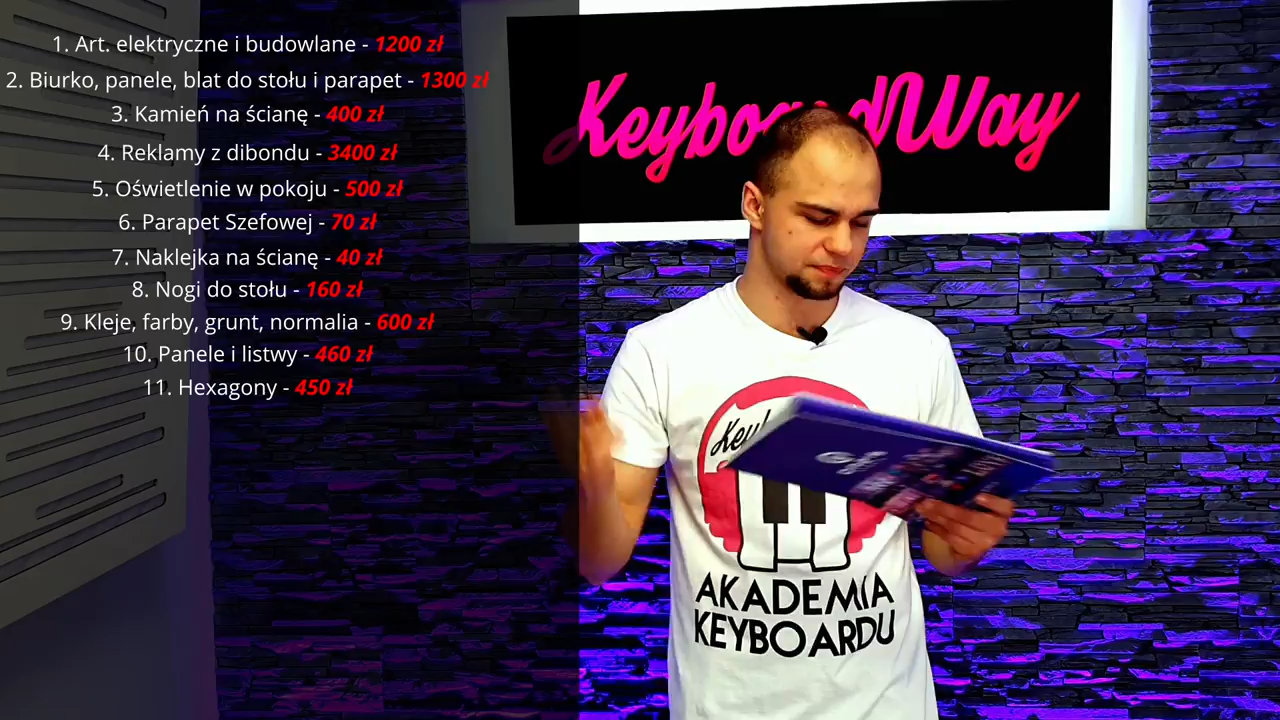 1. Art. elektryczne i budowlane - 1200 zł
2. Biurko, panele, blat do stołu i parapet - 1300 zł
3. Kamień na ścianę - 400 zł
4. Reklamy z dibondu - 3400 zł
5. Oświetlenie w pokoju - 500 zł
6. Parapet Szefowej - 70 zł
7. Naklejka na ścianę - 40 zł
8. Nogi do stołu - 160 zł
9. Kleje, farby, grunt, normalia - 600 zł
10. Panele i listwy - 460 zł
11. Hexagony - 450 zł
KeyboardWay
Key
AKADEMIA
KEYBOARDU